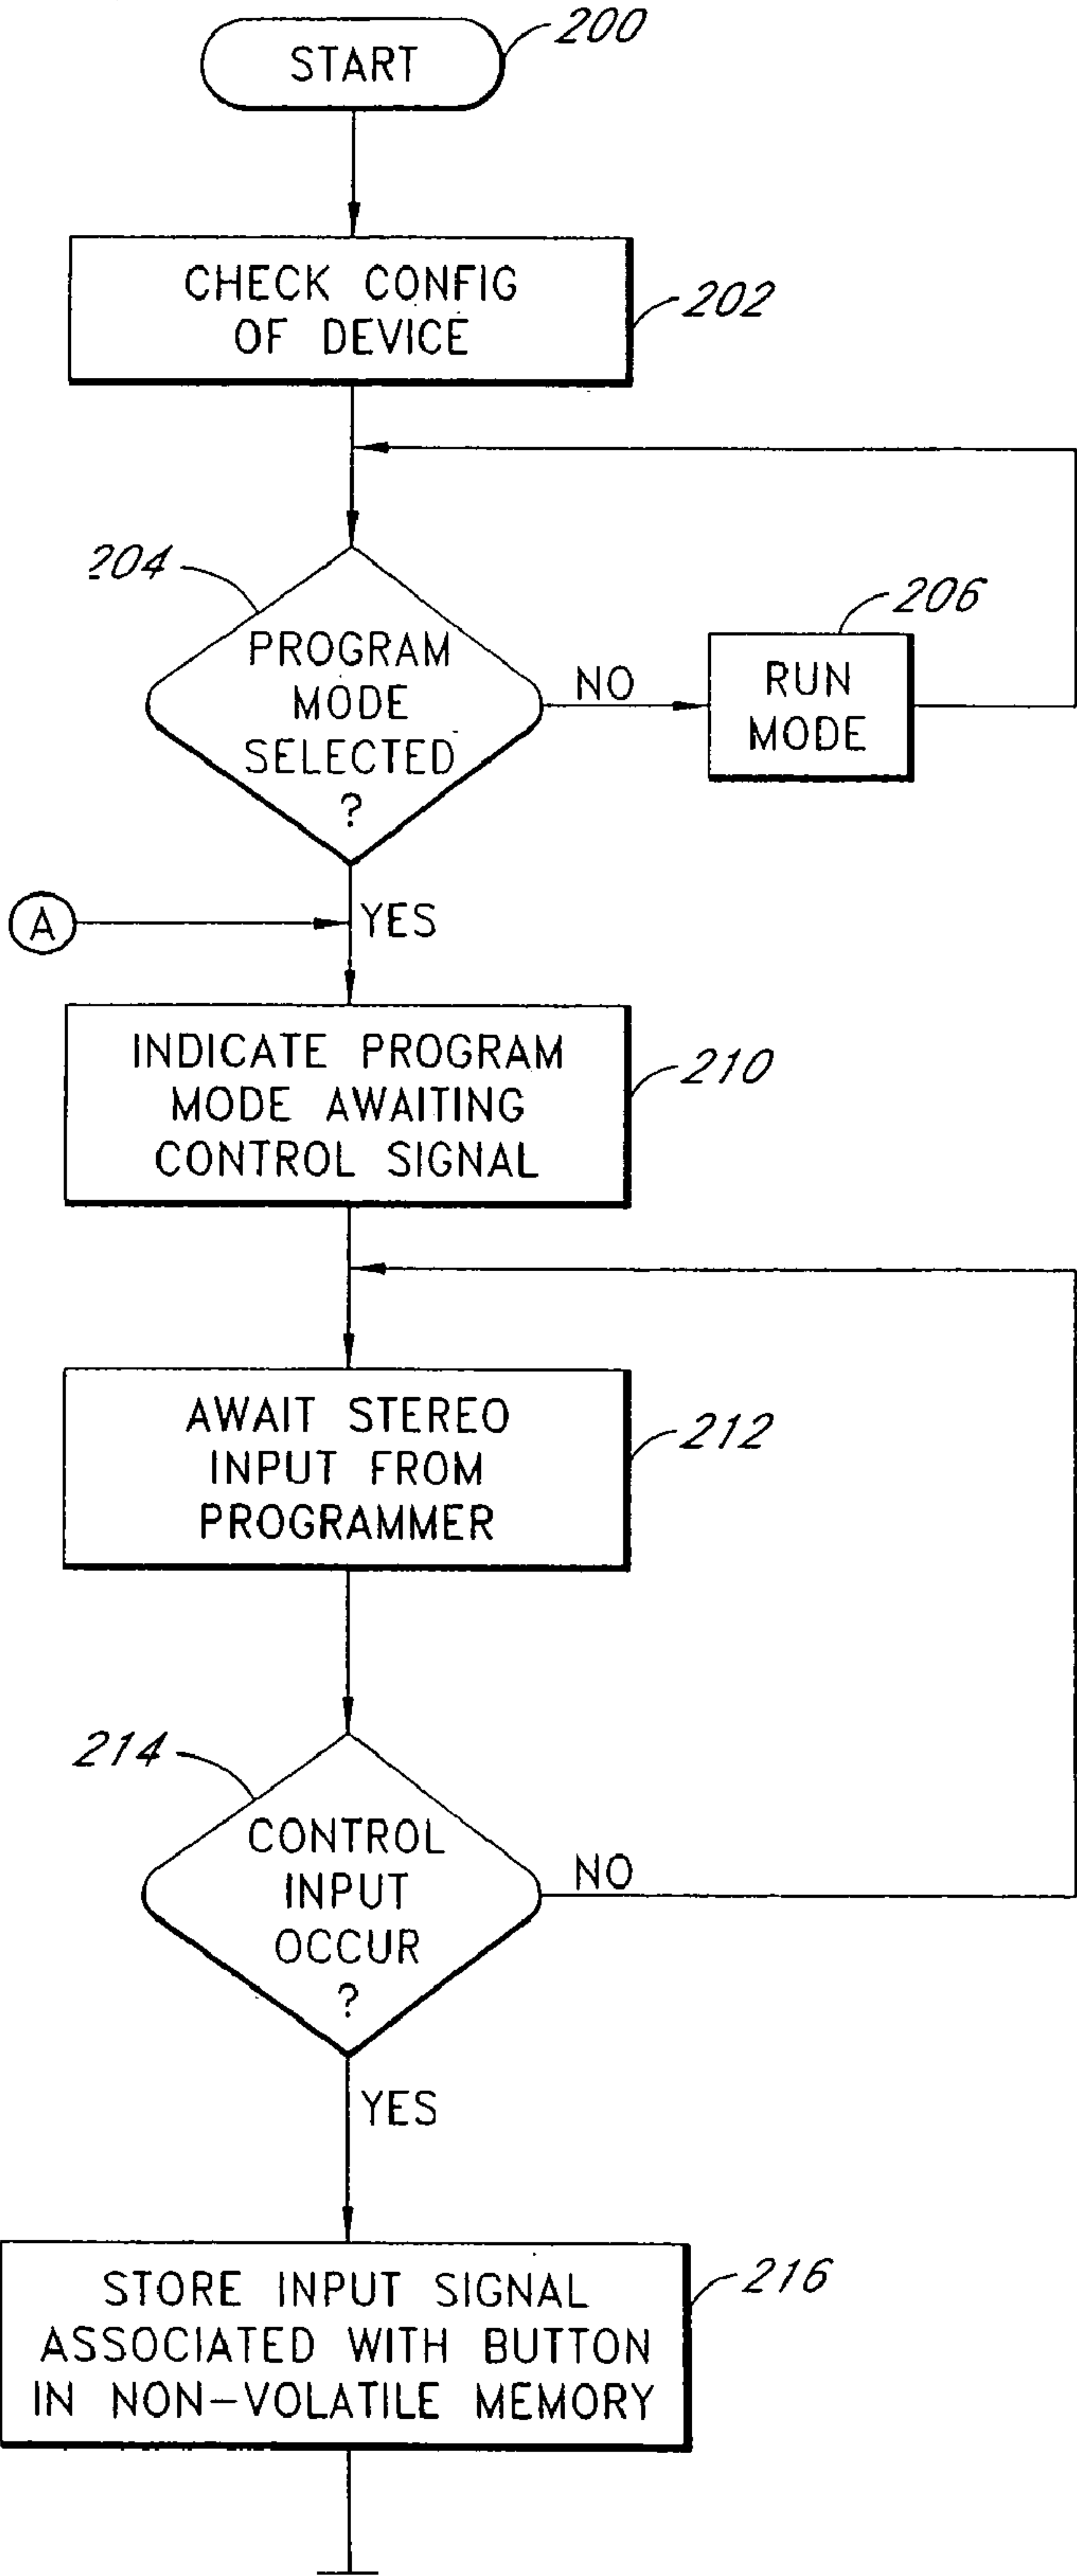 START
200
CHECK CONFIG
OF DEVICE
202
204
PROGRAM
MODE
SELECTED
?
NO
206
RUN
MODE
A
YES
INDICATE PROGRAM
MODE AWAITING
CONTROL SIGNAL
210
AWAIT STEREO
INPUT FROM
PROGRAMMER
212
214
CONTROL
INPUT
OCCUR
?
NO
YES
STORE INPUT SIGNAL
ASSOCIATED WITH BUTTON
IN NON-VOLATILE MEMORY
216